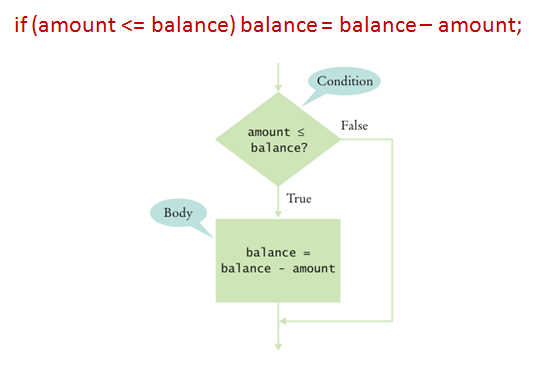 if (amount <= balance) balance = balance – amount;
Condition
amount ≤
balance?
False
True
Body
balance =
balance - amount